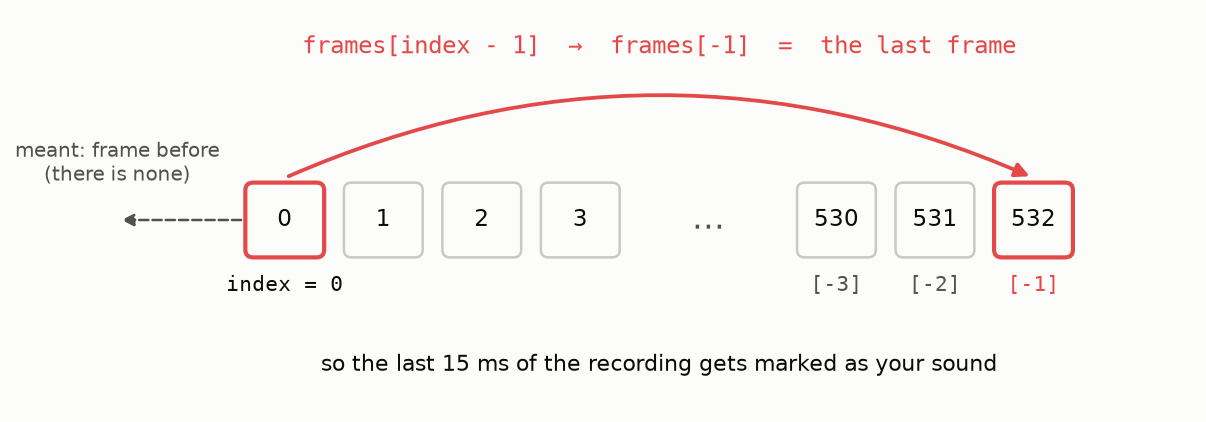 frames[index - 1]  →  frames[-1]  =  the last frame
meant: frame before
(there is none)
0 1 2 3 ... 530 531 532
index = 0 [-3] [-2] [-1]
so the last 15 ms of the recording gets marked as your sound